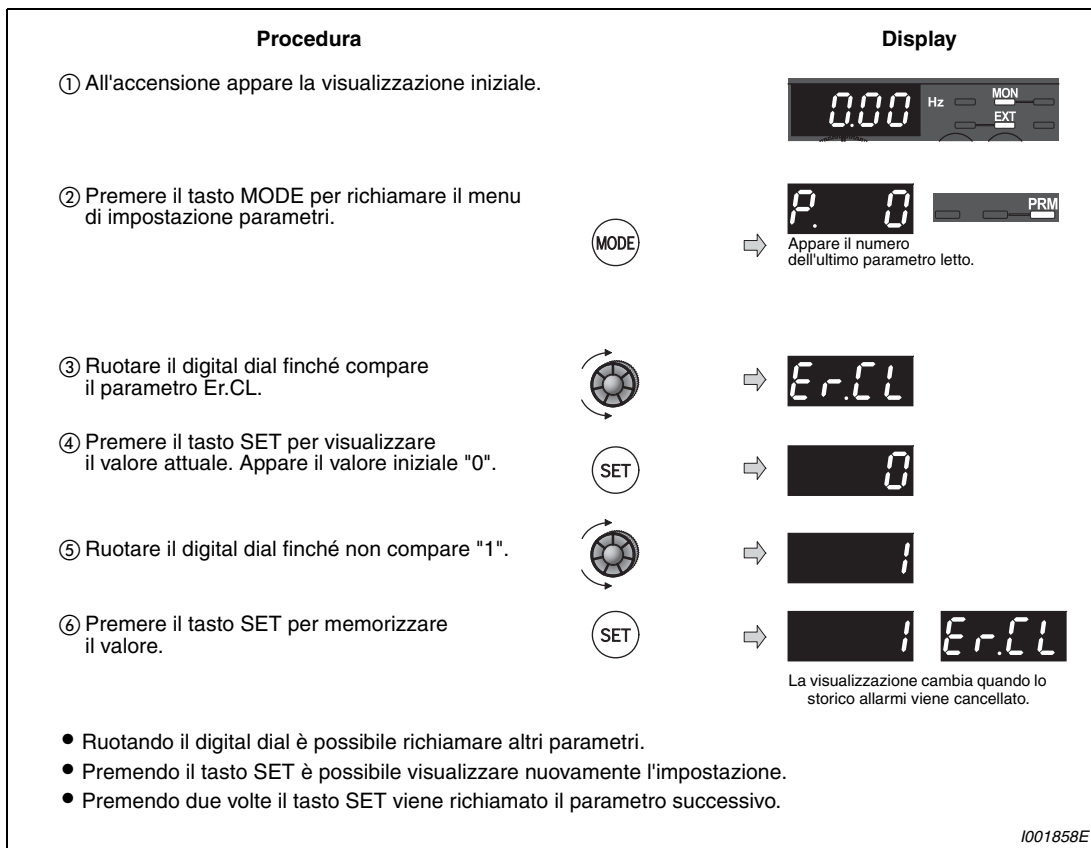 Procedura
Display
① All'accensione appare la visualizzazione iniziale.
0.00 Hz MON
EXT
② Premere il tasto MODE per richiamare il menu
di impostazione parametri.
MODE
P. 0 PRM
Appare il numero
dell'ultimo parametro letto.
③ Ruotare il digital dial finché compare
il parametro Er.CL.
Er.CL
④ Premere il tasto SET per visualizzare
il valore attuale. Appare il valore iniziale "0".
SET
0
⑤ Ruotare il digital dial finché non compare "1".
1
⑥ Premere il tasto SET per memorizzare
il valore.
SET
1 Er.CL
La visualizzazione cambia quando lo
storico allarmi viene cancellato.
● Ruotando il digital dial è possibile richiamare altri parametri.
● Premendo il tasto SET è possibile visualizzare nuovamente l'impostazione.
● Premendo due volte il tasto SET viene richiamato il parametro successivo.
I001858E